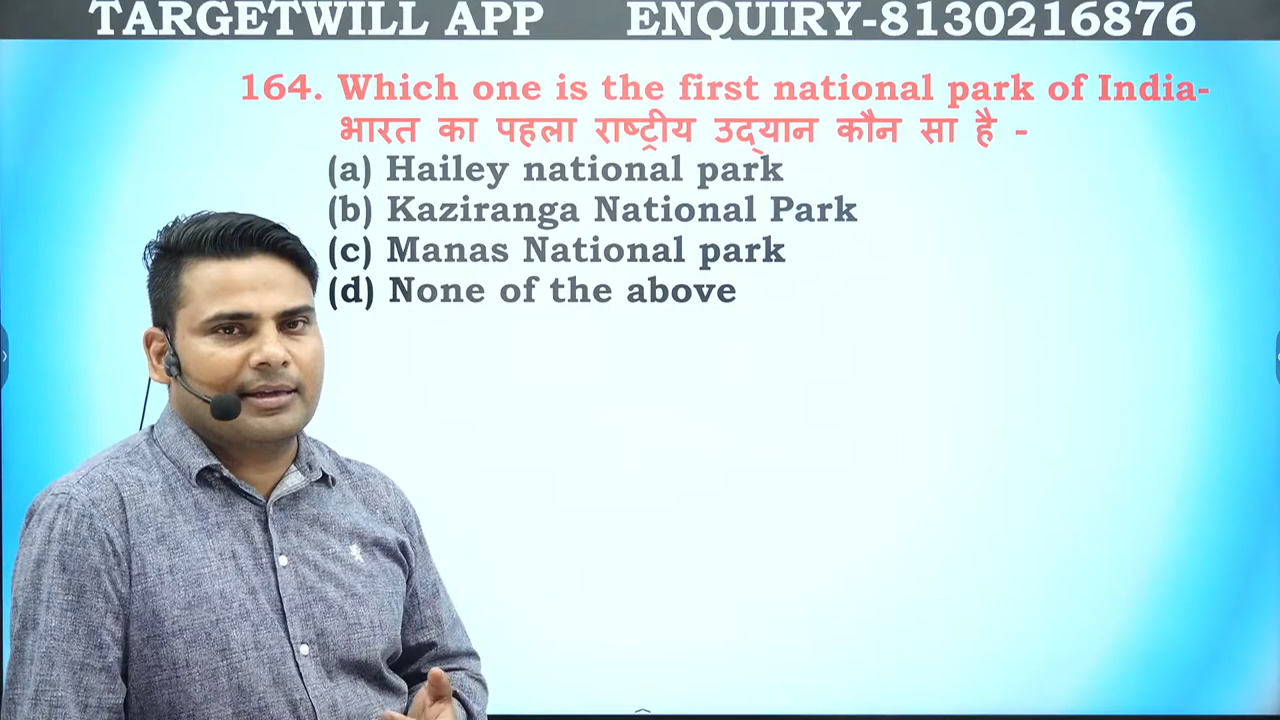 TARGETWILL APP ENQUIRY-8130216876
164. Which one is the first national park of India-
भारत का पहला राष्ट्रीय उद्यान कौन सा है -
(a) Hailey national park
(b) Kaziranga National Park
(c) Manas National park
(d) None of the above